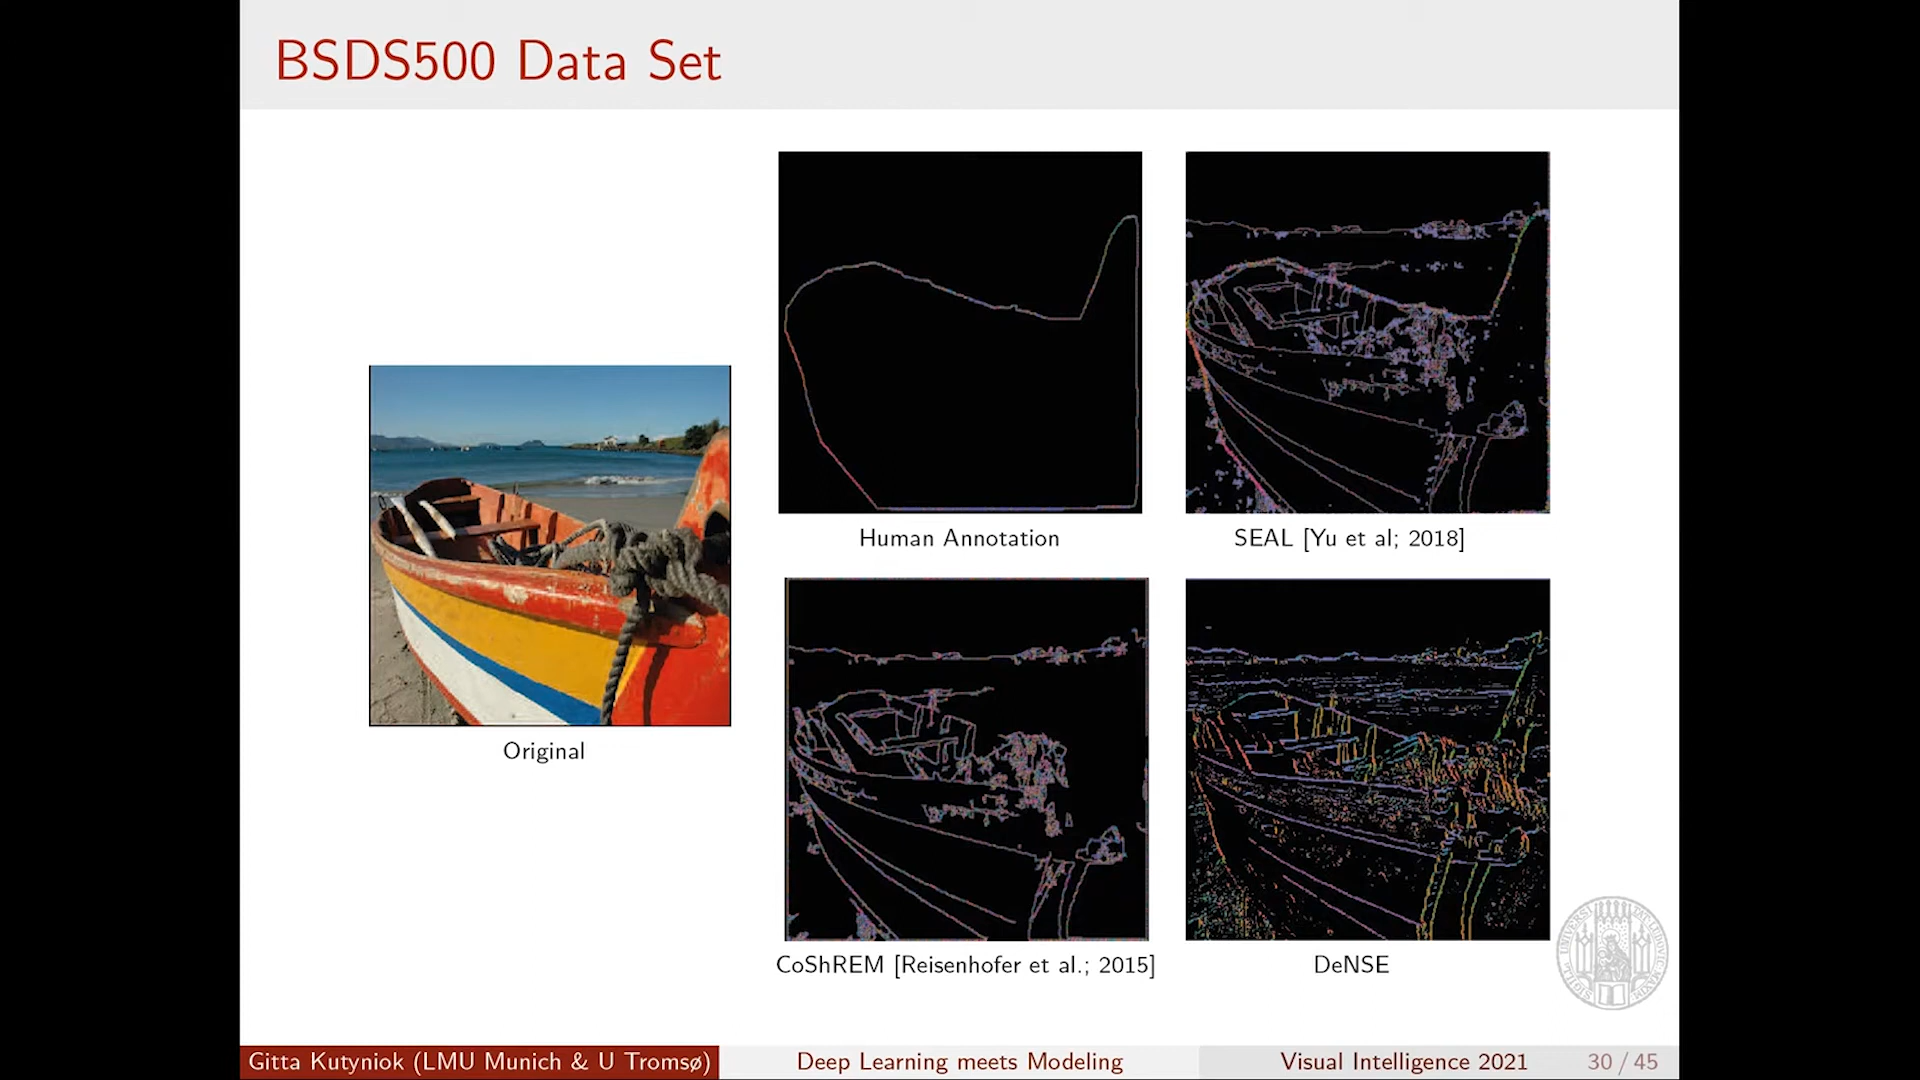 BSDS500 Data Set
Human Annotation
SEAL [Yu et al; 2018]
Original
CoShREM [Reisenhofer et al.; 2015]
DeNSE
Gitta Kutyniok (LMU Munich & U Tromsø)
Deep Learning meets Modeling
Visual Intelligence 2021
30 / 45